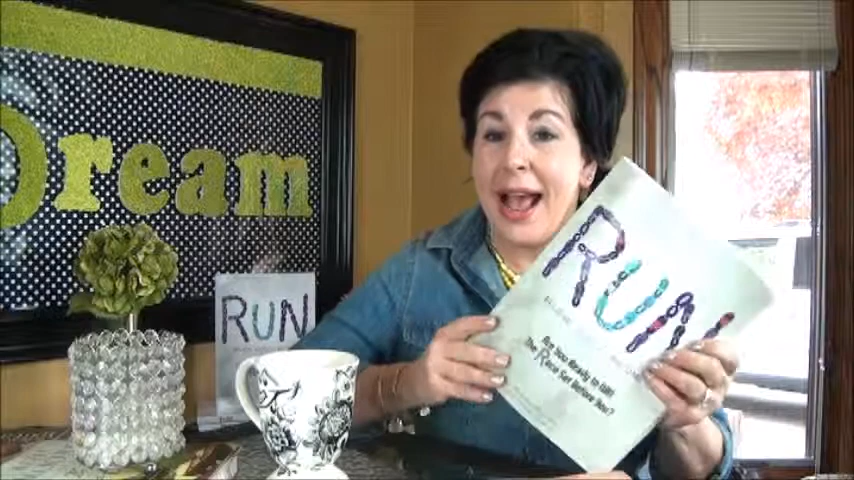 Dream
RUN
RUN
Are You Ready to RUN
The Race Set Before You?